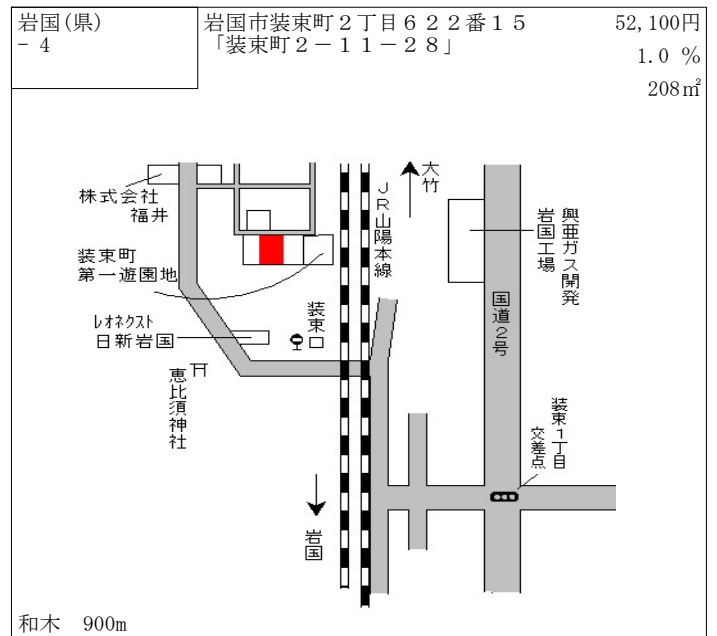 岩国(県)
- 4
岩国市装束町２丁目６２２番１５
「装束町２－１１－２８」
52,100円
1.0 %
208㎡
株式会社
福井
大竹
ＪＲ山陽本線
興亜ガス開発
岩国工場
装束町
第一遊園地
国道２号
ﾚｵﾈｸｽﾄ
日新岩国
装束
恵比須神社
装束１丁目
交差点
岩国
和木　900m